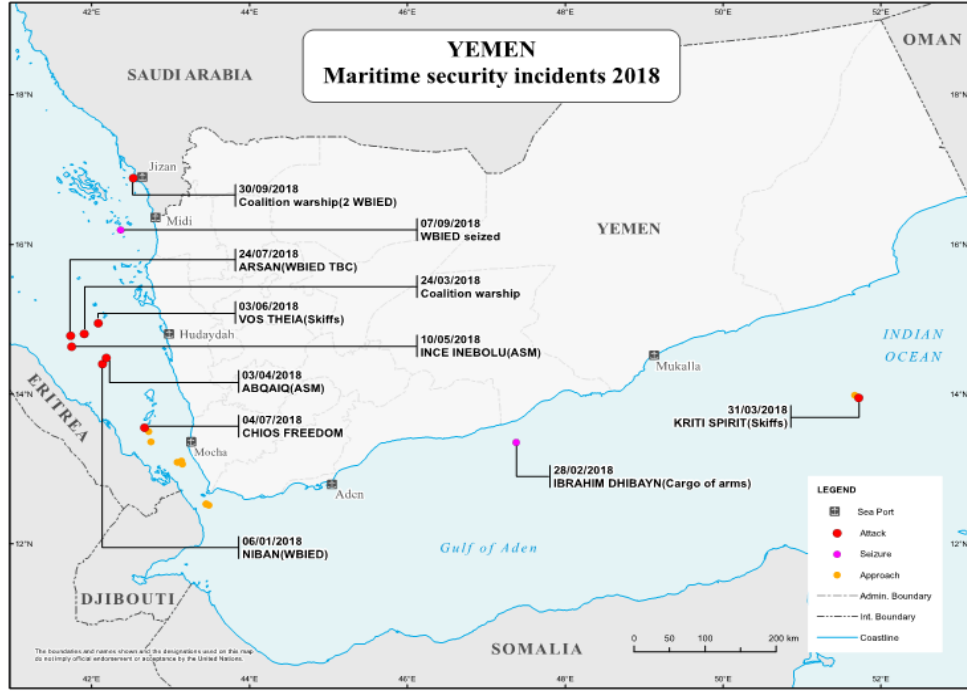 42°E 44°E 46°E 48°E 50°E 52°E
YEMEN
Maritime security incidents 2018
OMAN
SAUDI ARABIA
18°N
18°N
Jizan
30/09/2018
Coalition warship(2 WBIED)
Midi
07/09/2018
WBIED seized
YEMEN
16°N
16°N
24/07/2018
ARSAN(WBIED TBC)
24/03/2018
Coalition warship
03/06/2018
VOS THEIA(Skiffs)
Hudaydah
10/05/2018
INCE INEBOLU(ASM)
INDIAN
OCEAN
Mukalla
03/04/2018
ABQAIQ(ASM)
ERITREA
14°N
14°N
31/03/2018
KRITI SPIRIT(Skiffs)
04/07/2018
CHIOS FREEDOM
Mocha
28/02/2018
IBRAHIM DHIBAYN(Cargo of arms)
Aden
LEGEND
Sea Port
Attack
Seizure
Approach
Admin. Boundary
Int. Boundary
Coastline
12°N
12°N
Gulf of Aden
06/01/2018
NIBAN(WBIED)
DJIBOUTI
0 50 100 200 km
SOMALIA
The boundaries and names shown and the designations used on this map
do not imply official endorsement or acceptance by the United Nations.
42°E 44°E 46°E 48°E 50°E 52°E